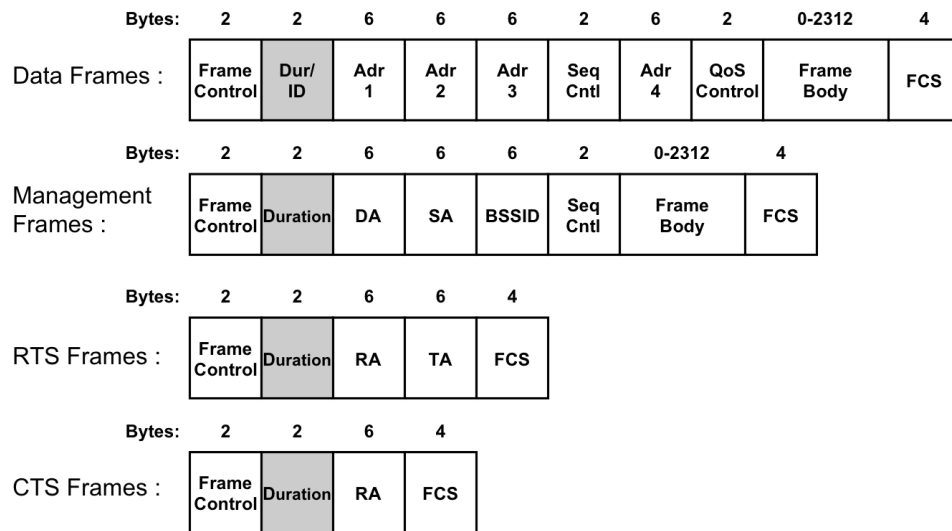 Bytes: 2 2 6 6 6 2 6 2 0-2312 4
Data Frames : Frame Control Dur/ ID Adr 1 Adr 2 Adr 3 Seq Cntl Adr 4 QoS Control Frame Body FCS
Bytes: 2 2 6 6 6 2 0-2312 4
Management Frames : Frame Control Duration DA SA BSSID Seq Cntl Frame Body FCS
Bytes: 2 2 6 6 4
RTS Frames : Frame Control Duration RA TA FCS
Bytes: 2 2 6 4
CTS Frames : Frame Control Duration RA FCS